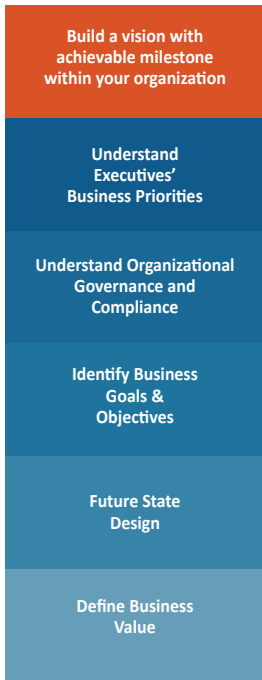 Build a vision with
achievable milestone
within your organization
Understand
Executives'
Business Priorities
Understand Organizational
Governance and
Compliance
Identify Business
Goals &
Objectives
Future State
Design
Define Business
Value